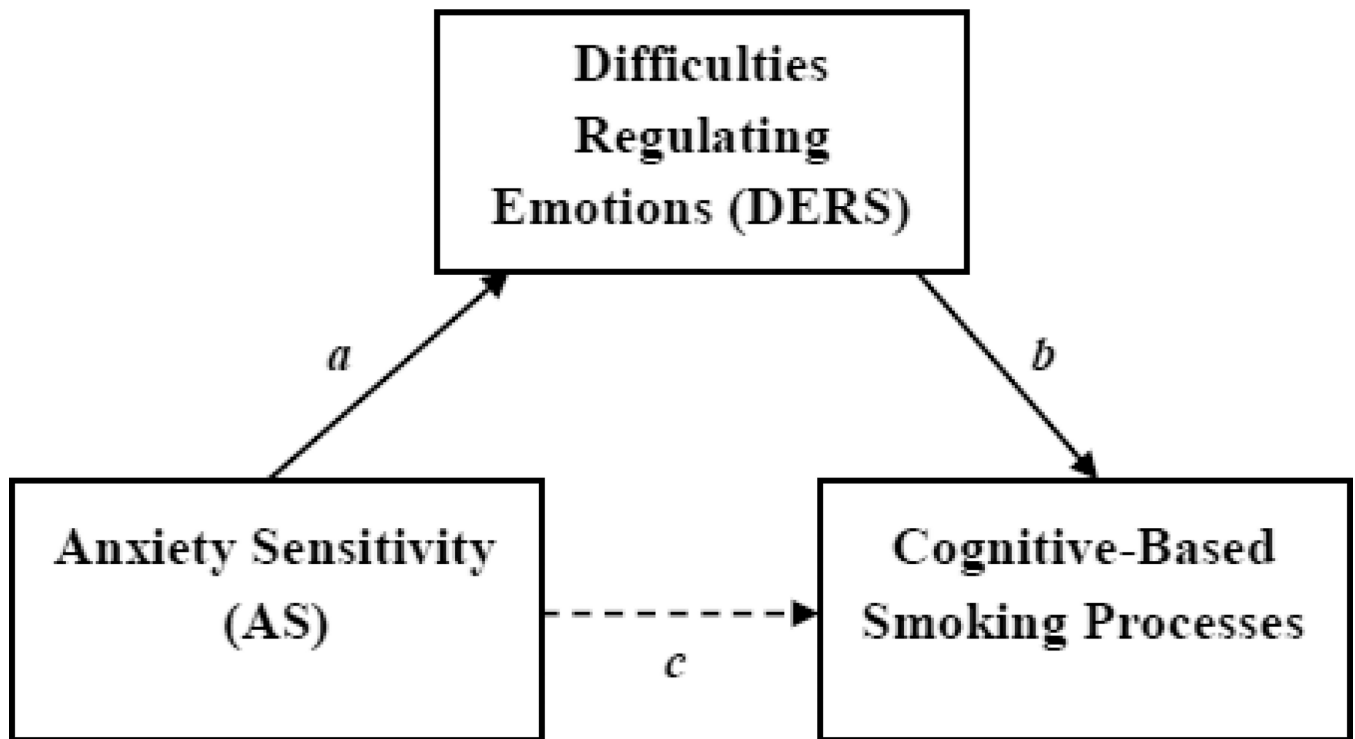 Difficulties
Regulating
Emotions (DERS)
a
b
Anxiety Sensitivity
(AS)
c
Cognitive-Based
Smoking Processes